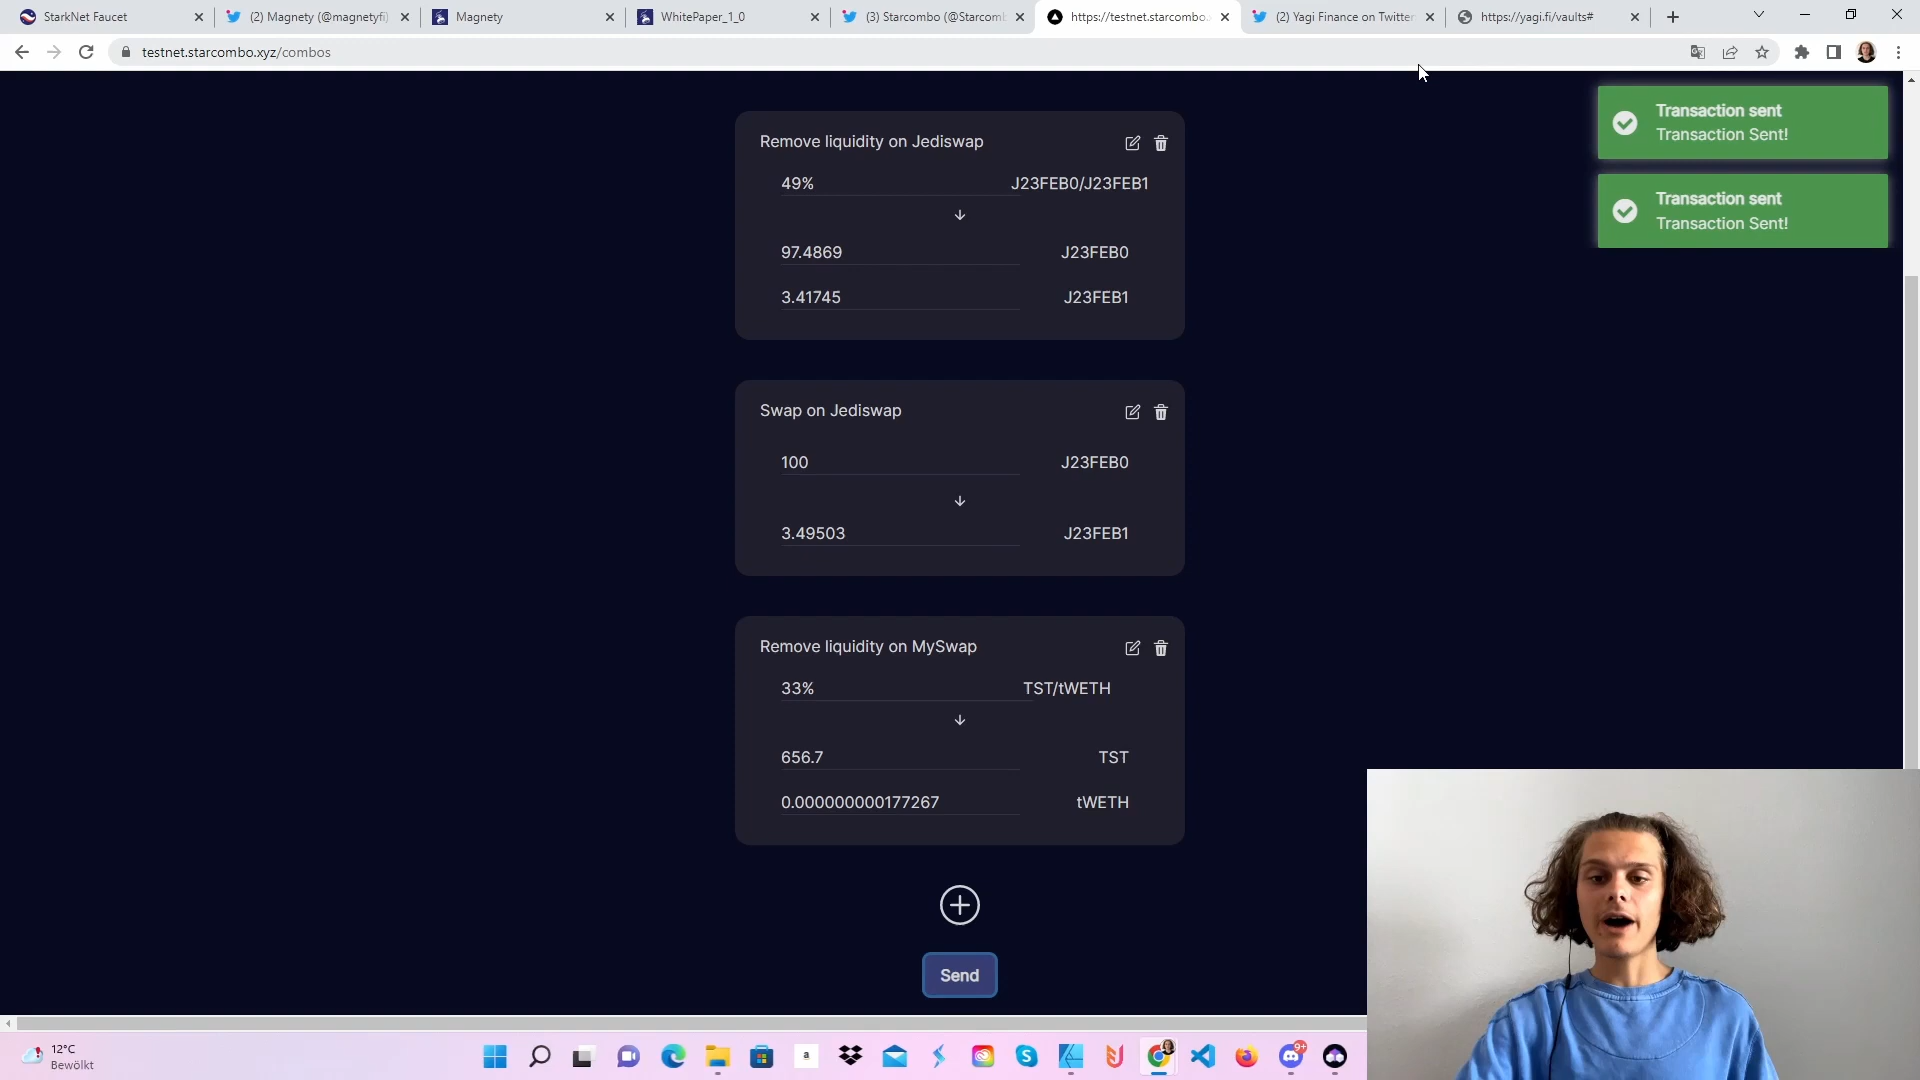 StarkNet Faucet
(2) Magnety (@magnetyfi)
Magnety
WhitePaper_1_0
(3) Starcombo (@Starcomb
https://testnet.starcombo.
(2) Yagi Finance on Twitter
https://yagi.fi/vaults#
testnet.starcombo.xyz/combos
Transaction sent
Transaction Sent!
Transaction sent
Transaction Sent!
Remove liquidity on Jediswap
49% J23FEB0/J23FEB1
97.4869 J23FEB0
3.41745 J23FEB1
Swap on Jediswap
100 J23FEB0
3.49503 J23FEB1
Remove liquidity on MySwap
33% TST/tWETH
656.7 TST
0.000000000177267 tWETH
Send
12°C
Bewölkt
a
9+